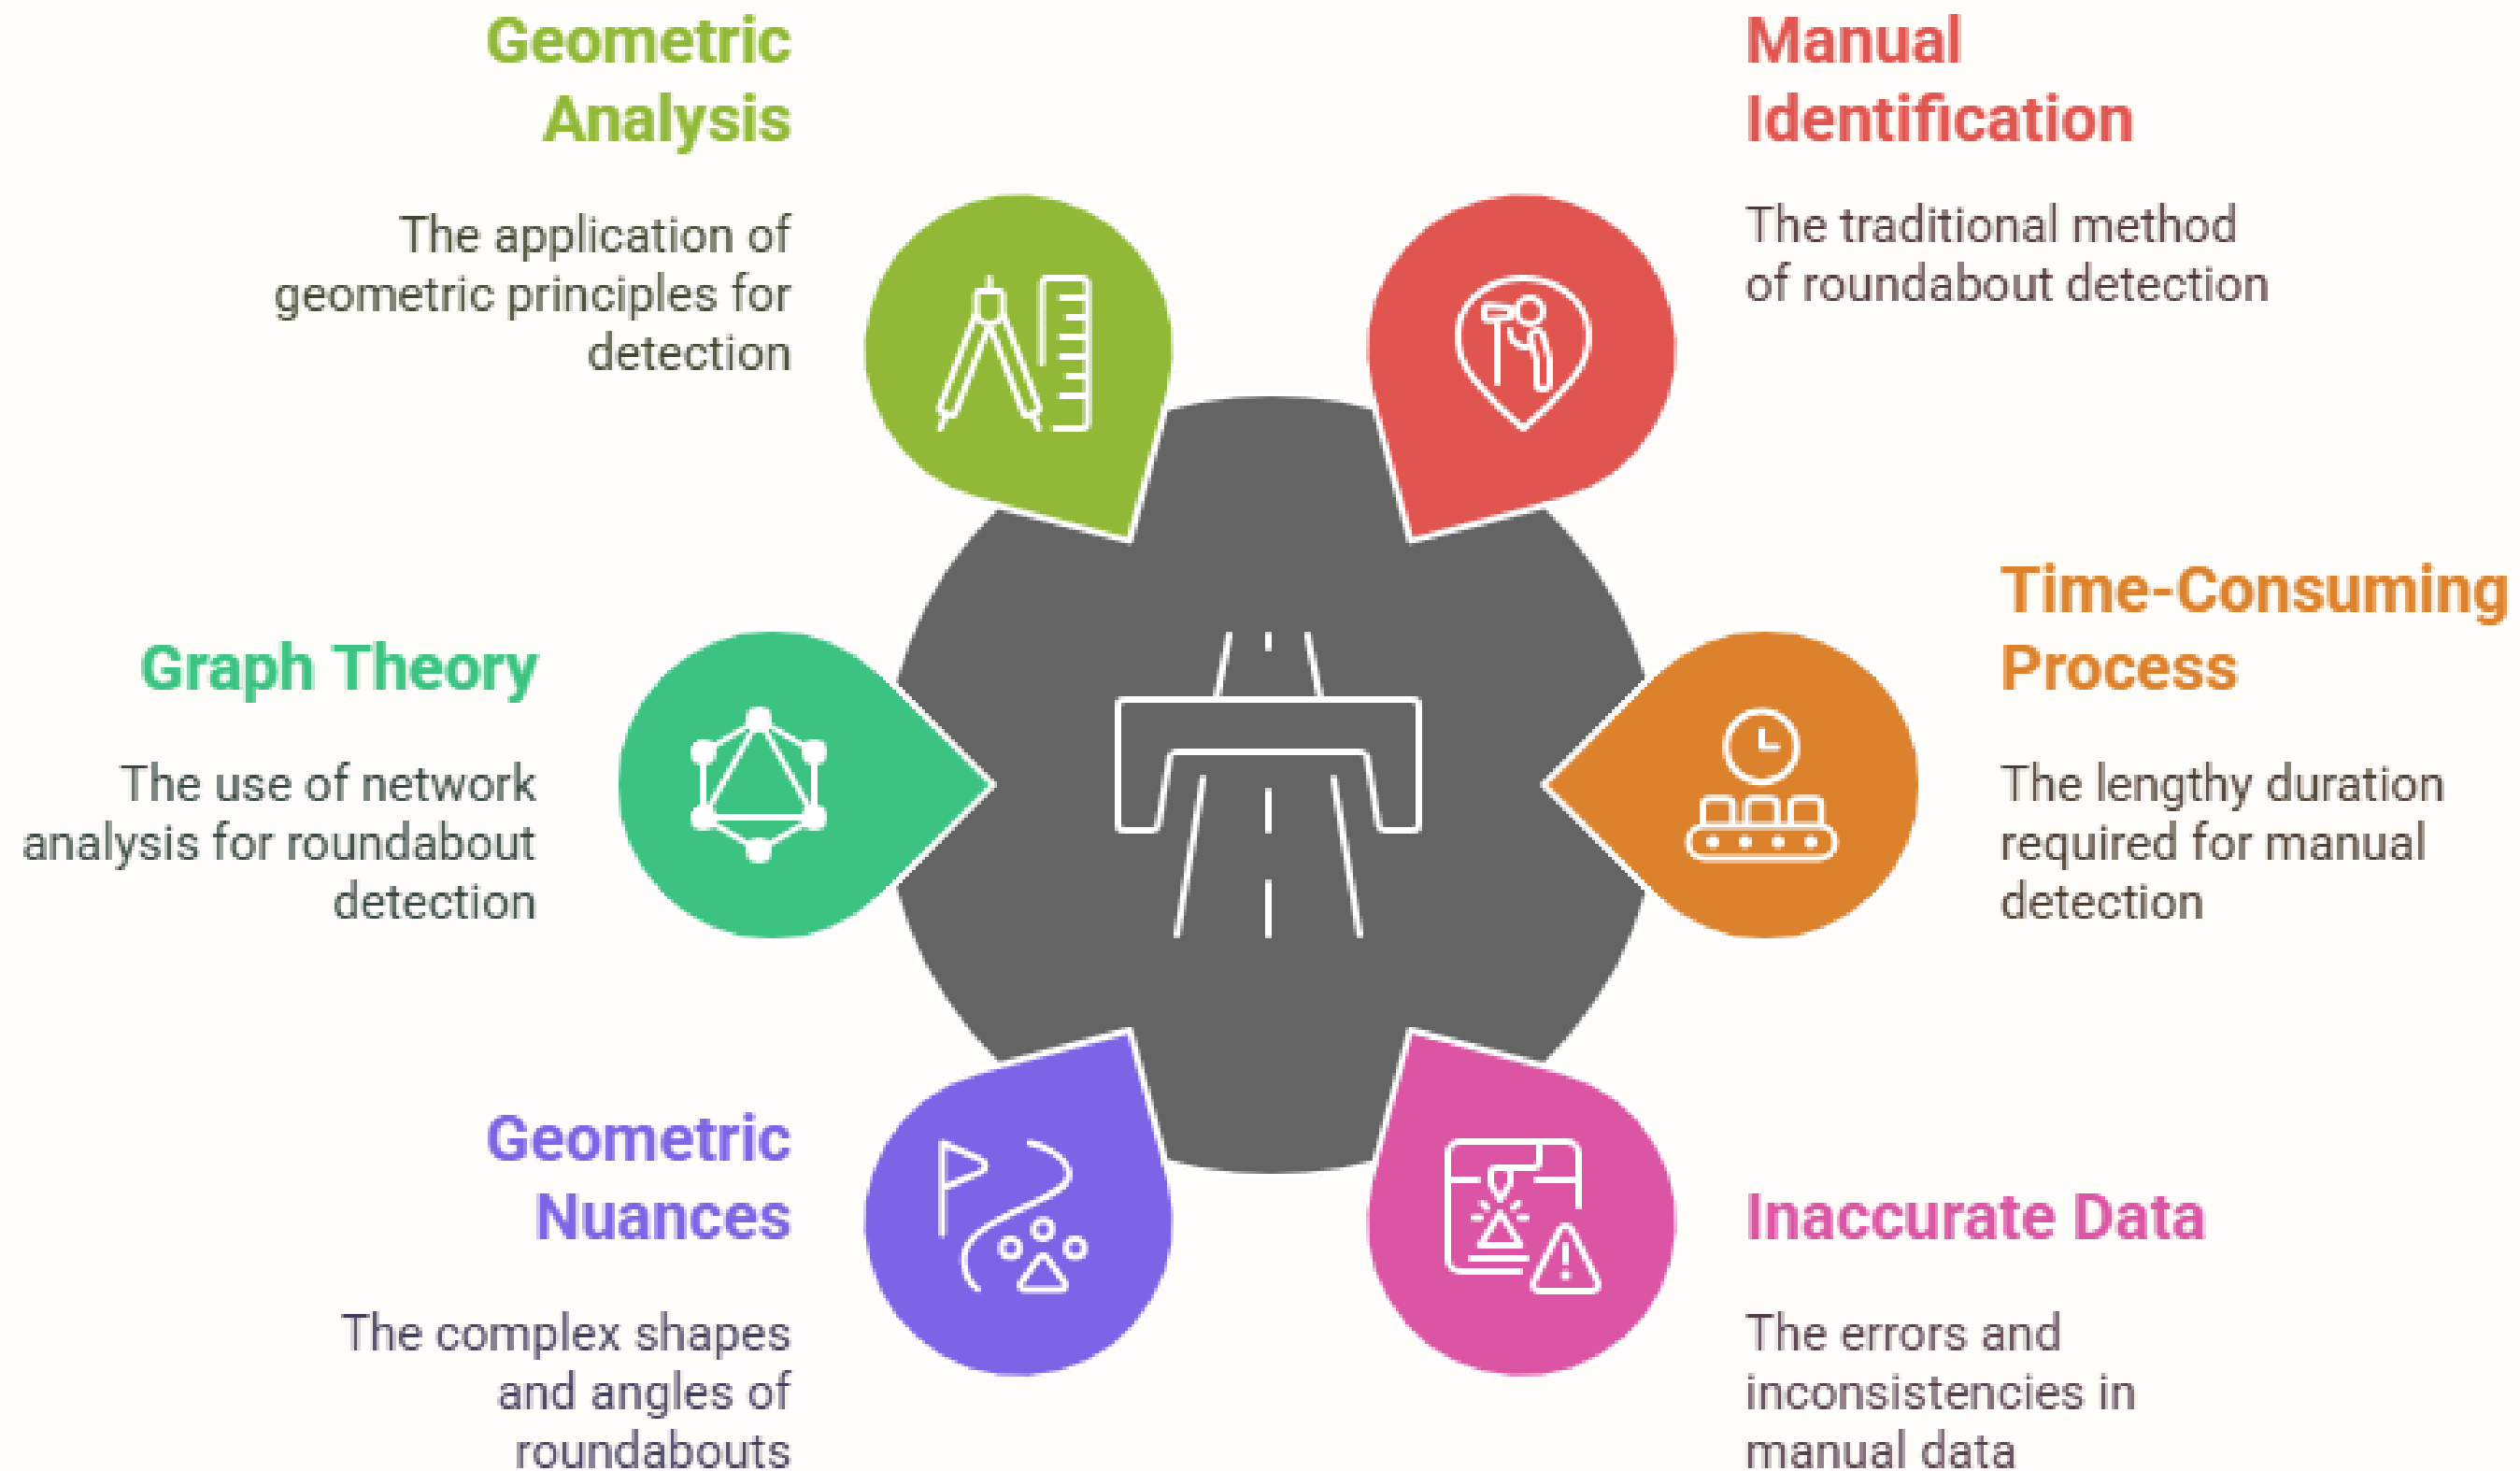 Geometric
Analysis
The application of
geometric principles for
detection
Manual
Identification
The traditional method
of roundabout detection
Graph Theory
The use of network
analysis for roundabout
detection
Time-Consuming
Process
The lengthy duration
required for manual
detection
Geometric
Nuances
The complex shapes
and angles of
roundabouts
Inaccurate Data
The errors and
inconsistencies in
manual data